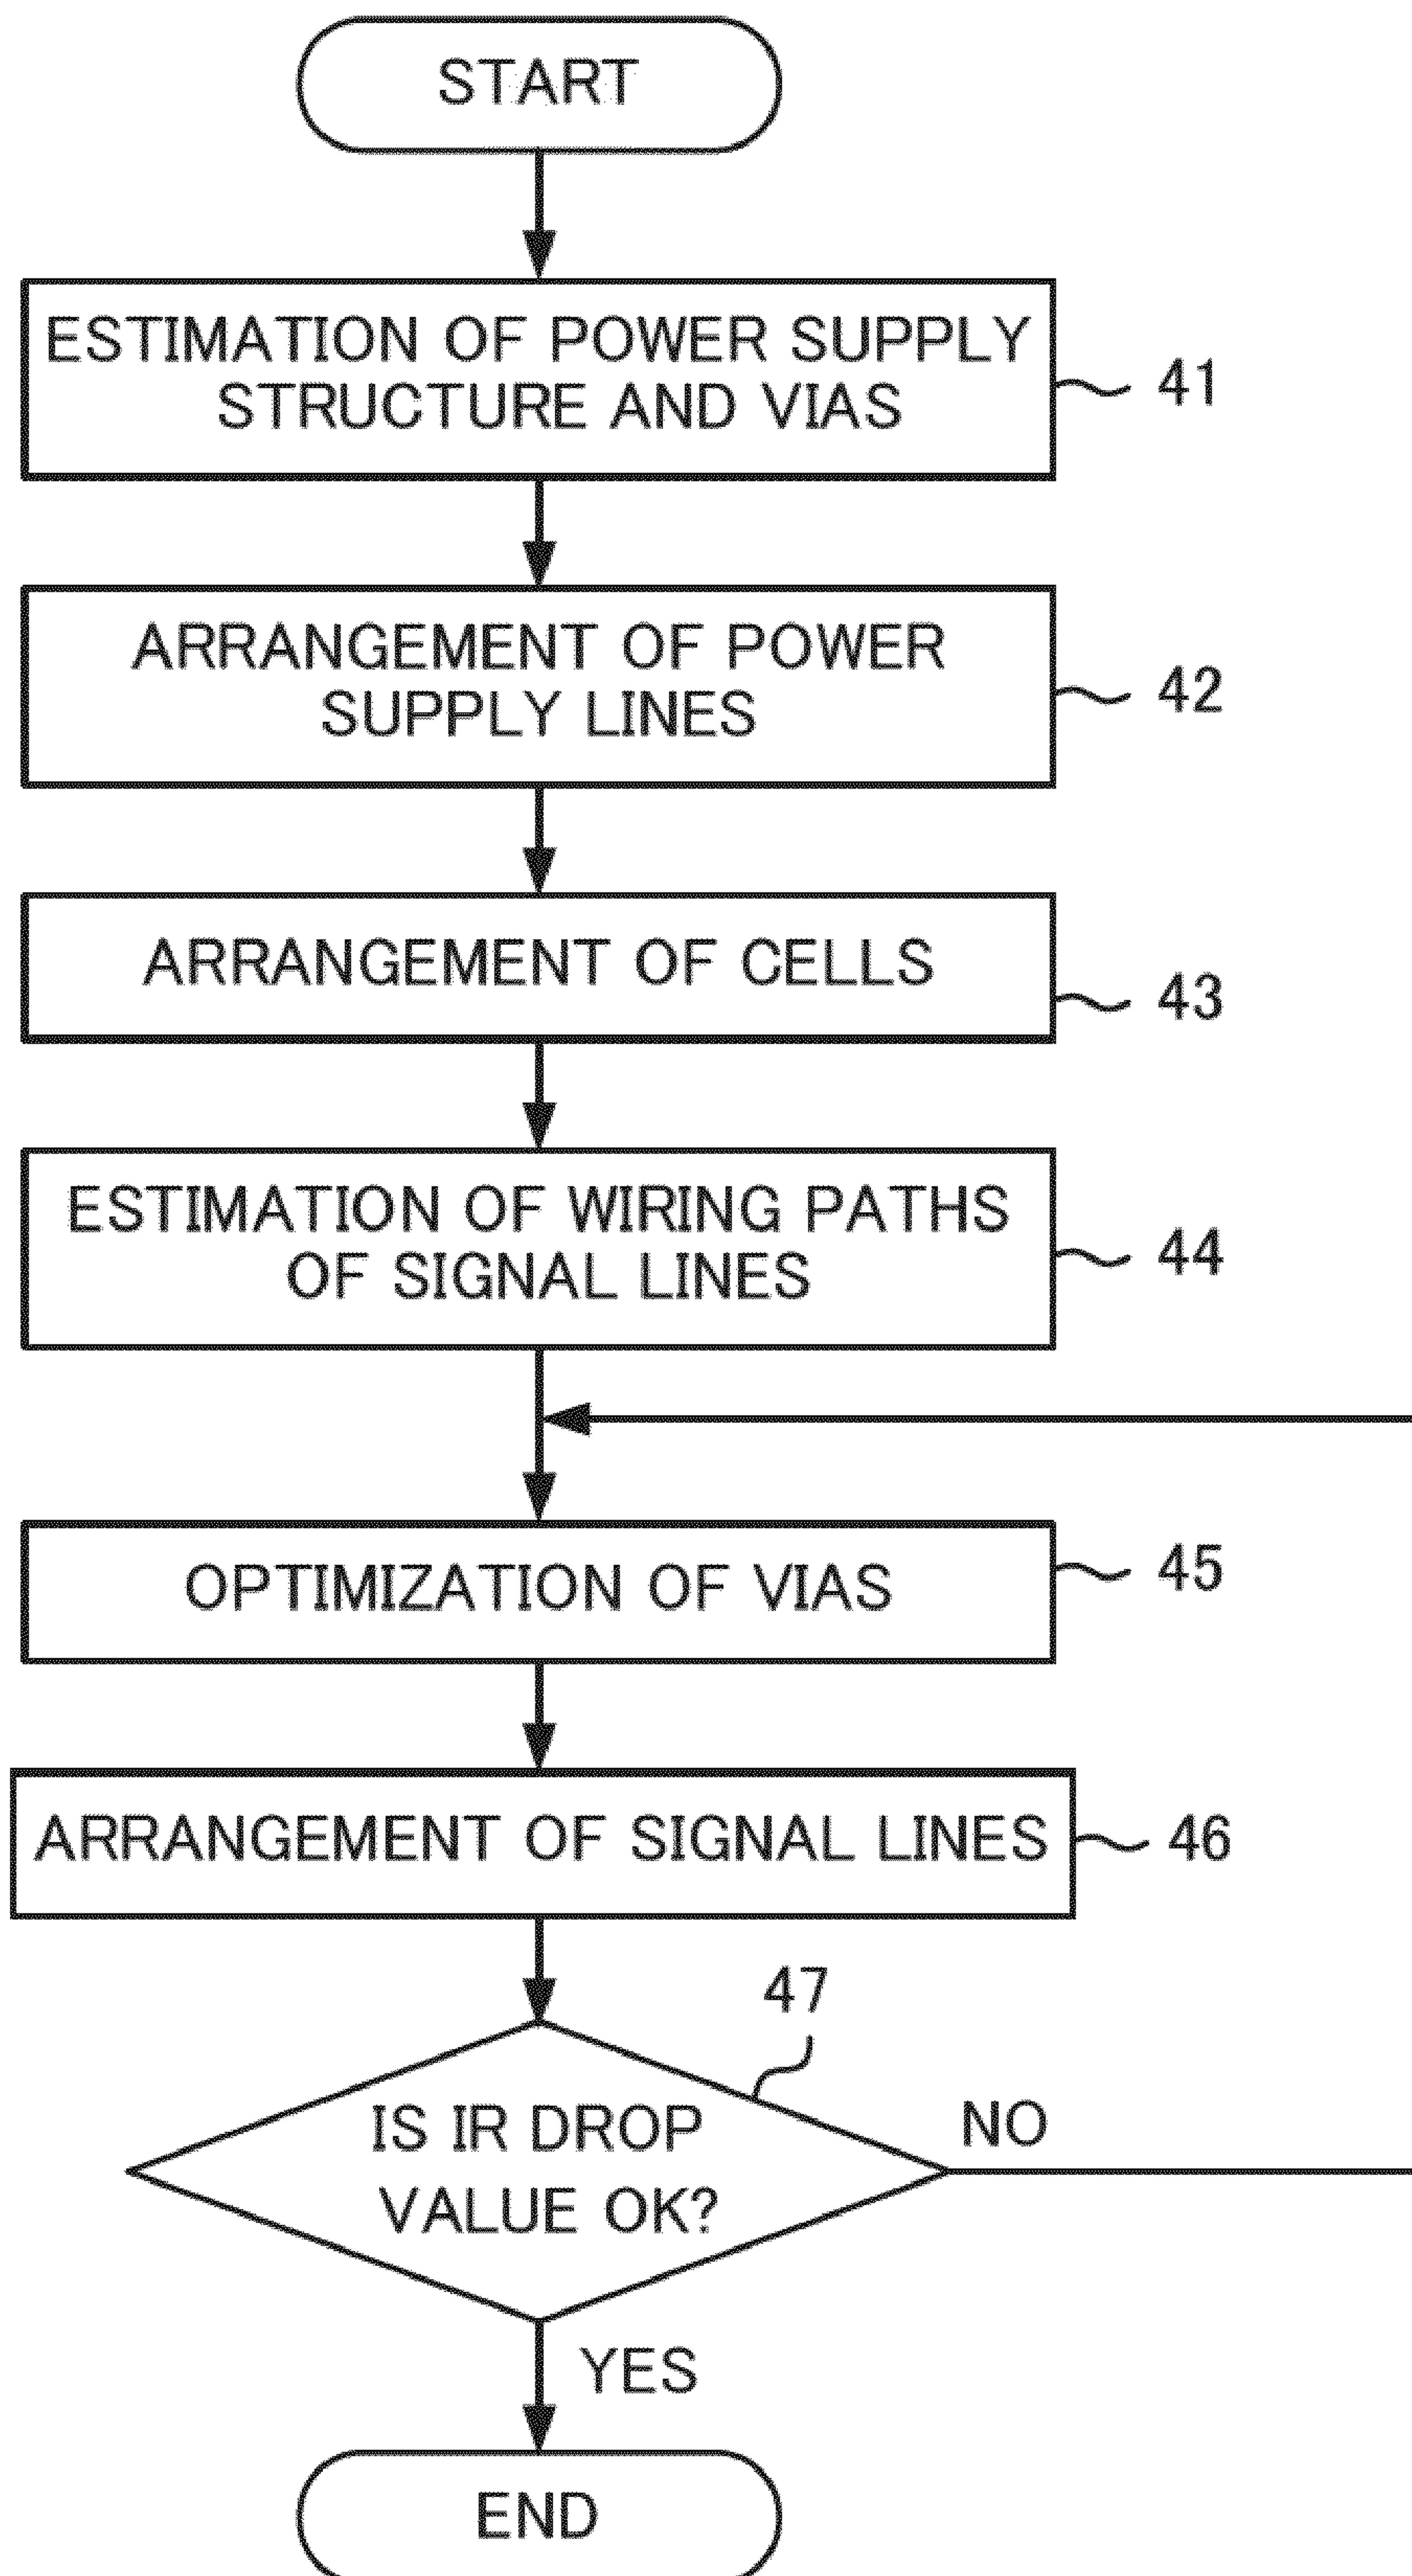 START
ESTIMATION OF POWER SUPPLY
STRUCTURE AND VIAS
41
ARRANGEMENT OF POWER
SUPPLY LINES
42
ARRANGEMENT OF CELLS
43
ESTIMATION OF WIRING PATHS
OF SIGNAL LINES
44
OPTIMIZATION OF VIAS
45
ARRANGEMENT OF SIGNAL LINES
46
47
IS IR DROP
VALUE OK?
NO
YES
END